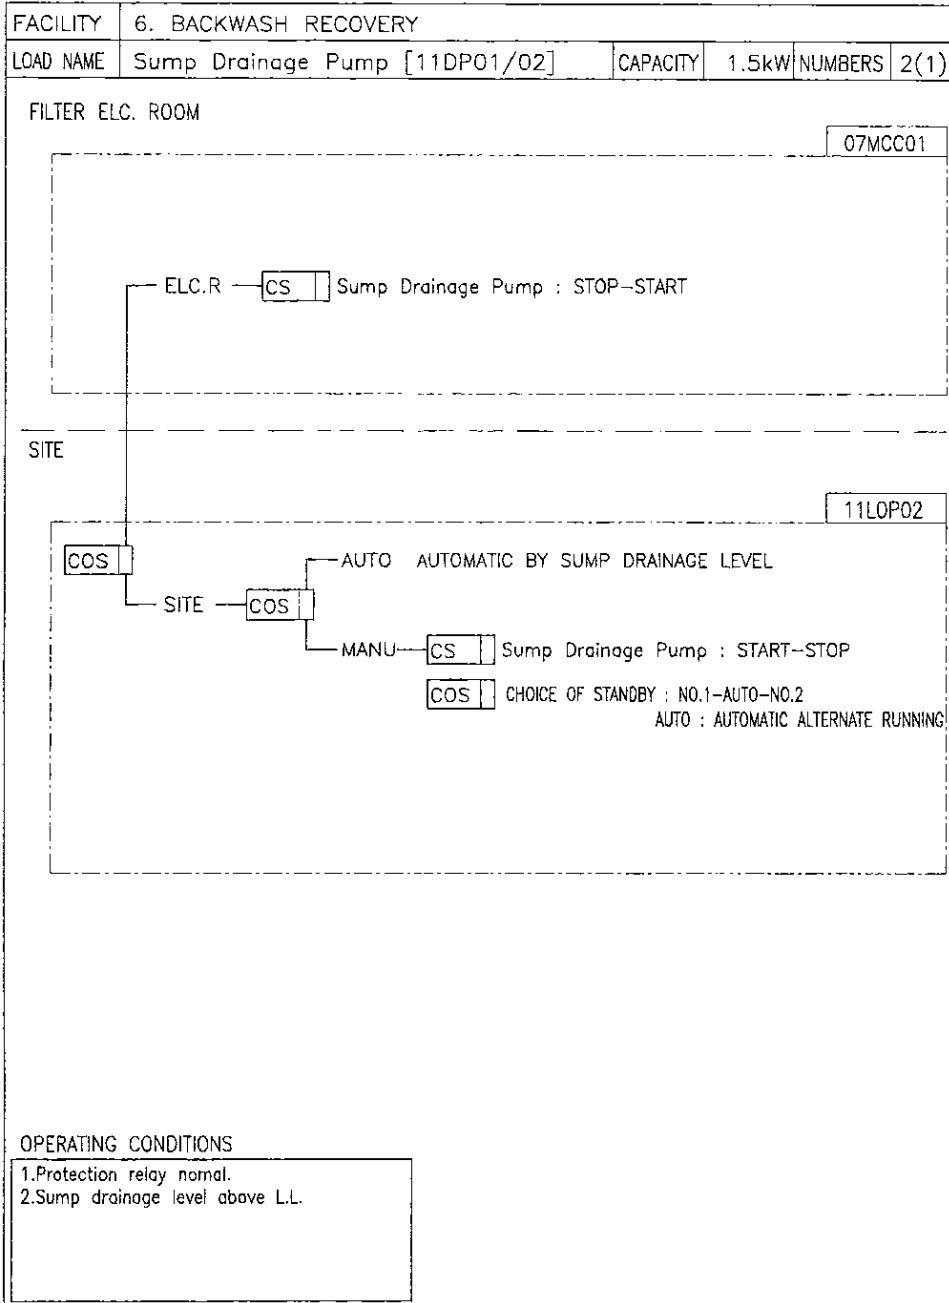 FACILITY 6. BACKWASH RECOVERY
LOAD NAME Sump Drainage Pump [11DP01/02] CAPACITY 1.5kW NUMBERS 2(1)
FILTER ELC. ROOM
07MCC01
ELC.R CS Sump Drainage Pump : STOP-START
SITE
11LOP02
COS
AUTO AUTOMATIC BY SUMP DRAINAGE LEVEL
SITE COS
MANU CS Sump Drainage Pump : START-STOP
COS CHOICE OF STANDBY : NO.1-AUTO-NO.2
AUTO : AUTOMATIC ALTERNATE RUNNING
OPERATING CONDITIONS
1.Protection relay nomal.
2.Sump drainage level above L.L.